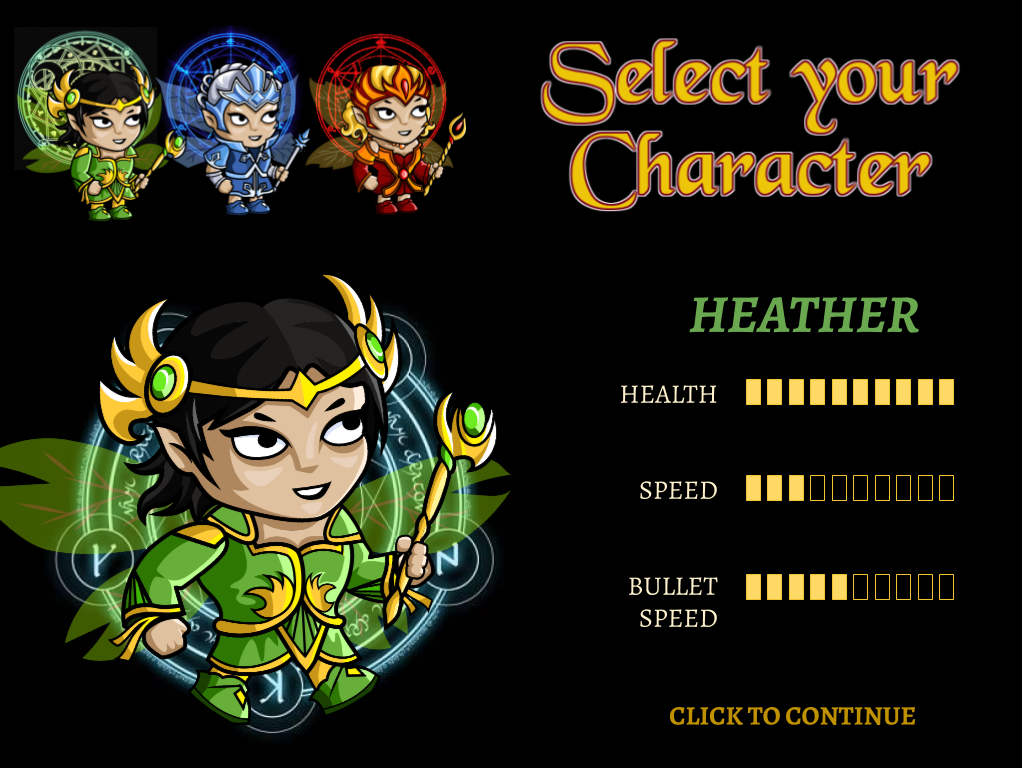 Select your
Character
HEATHER
HEALTH
SPEED
BULLET
SPEED
CLICK TO CONTINUE